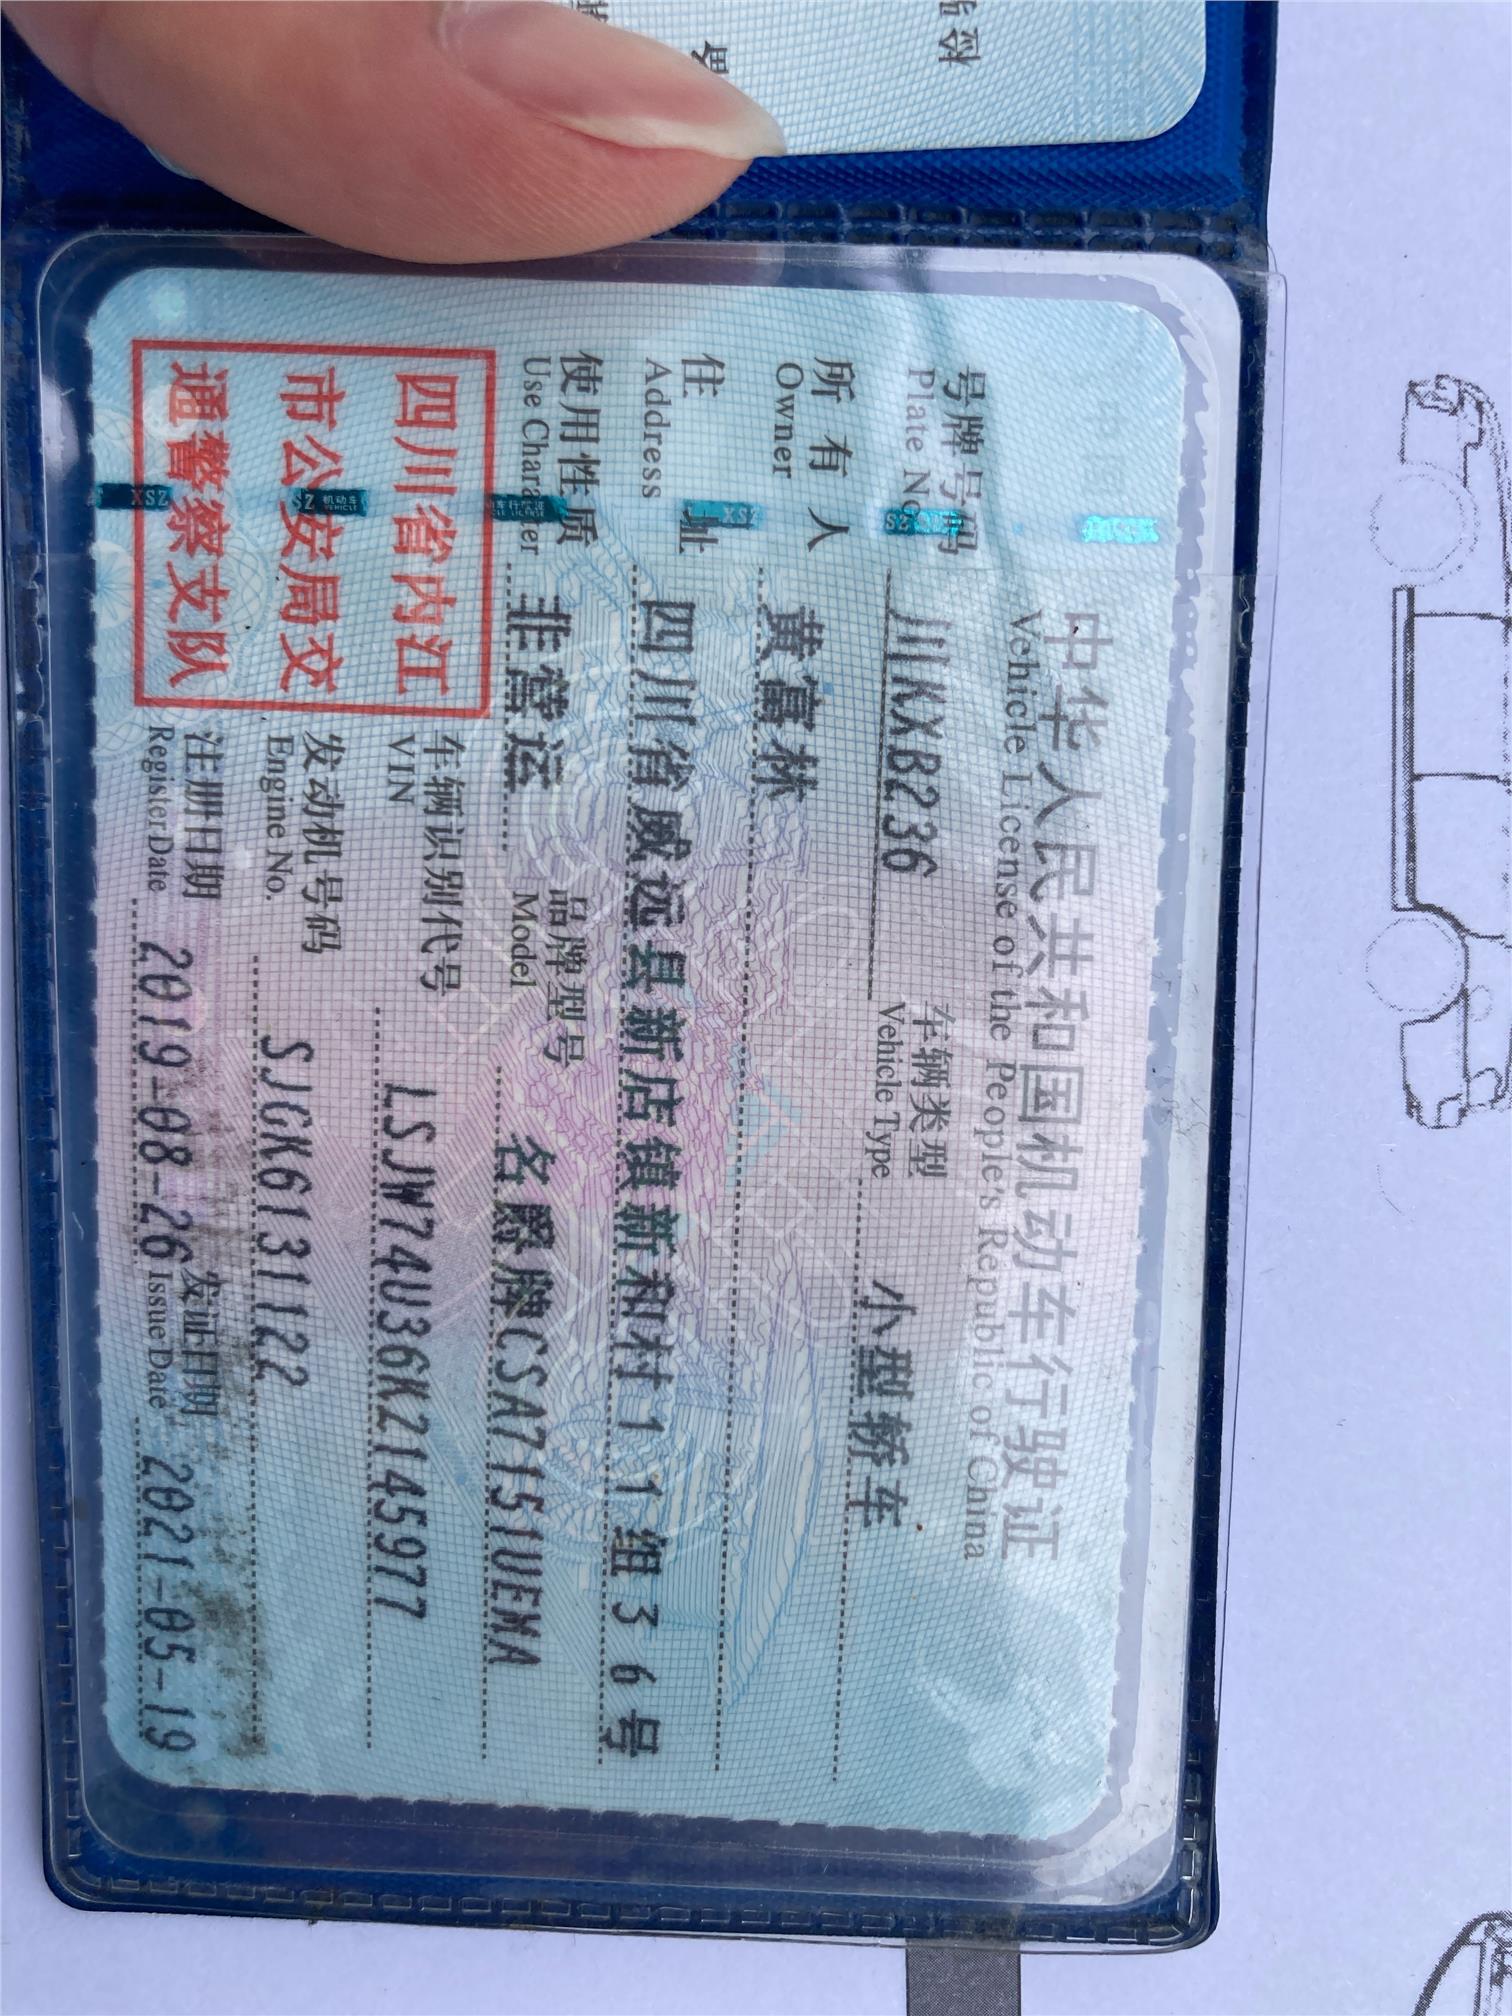 中华人民共和国机动车行驶证
Vehicle License of the People's Republic of China
号牌号码 川KXB236 车辆类型 小型轿车
Plate No. Vehicle Type
所有人 黄富林
Owner
住址 四川省威远县新店镇新和村11组36号
Address
使用性质 非营运 品牌型号 名爵牌CSA7151UEMA
Use Character Model
四川省内江
市公安局交
通警察支队
车辆识别代号 LSJW74U36K2145977
VIN
发动机号码 SJGK6131122
Engine No.
注册日期 2019-08-26 发证日期 2021-05-19
Register Date Issue Date